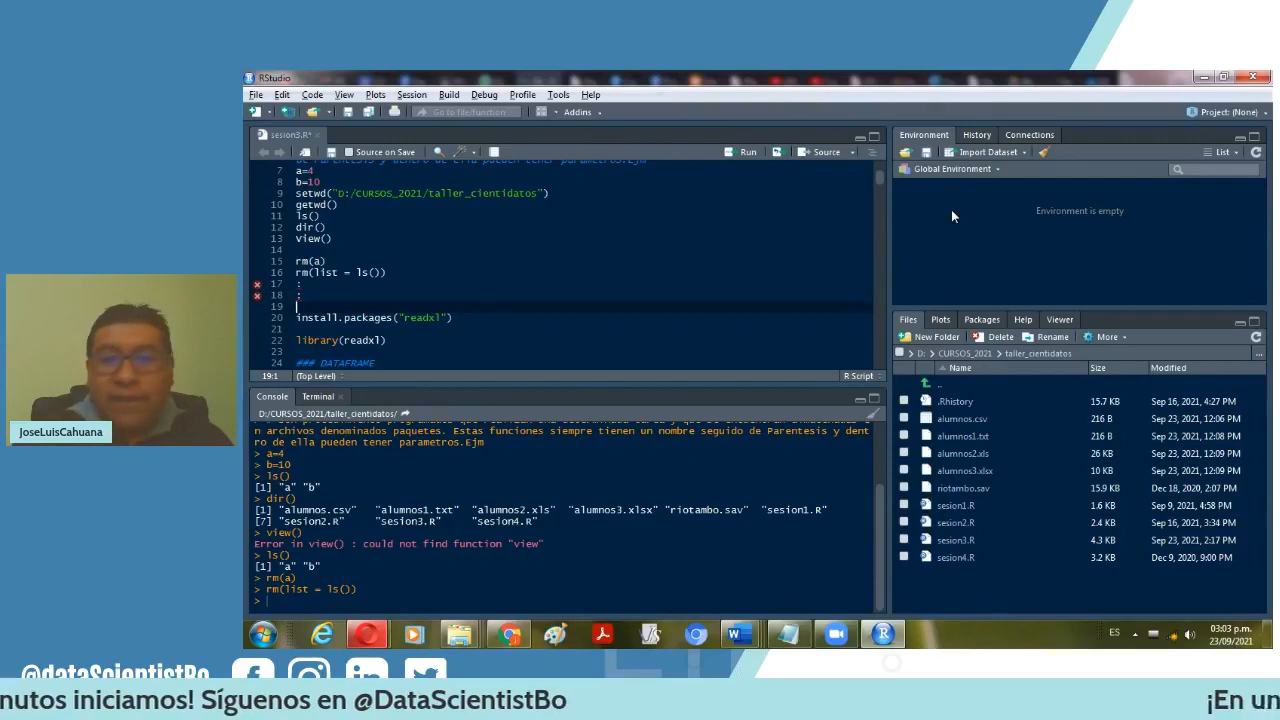 RStudio
File Edit Code View Plots Session Build Debug Profile Tools Help
Go to file/function
Addins
Project: (None)
sesion3.R*
Source on Save
Run
Source
de Parentesis y dentro de ella pueden tener parametros.Ejm
7 a=4
8 b=10
9 setwd("D:/CURSOS_2021/taller_cientidatos")
10 getwd()
11 ls()
12 dir()
13 view()
14
15 rm(a)
16 rm(list = ls())
17 :
18 :
19
20 install.packages("readxl")
21
22 library(readxl)
23
24 ### DATAFRAME
19:1 (Top Level)
R Script
Console Terminal
D:/CURSOS_2021/taller_cientidatos/
n archivos denominados paquetes. Estas funciones siempre tienen un nombre seguido de Parentesis y dent
ro de ella pueden tener parametros.Ejm
> a=4
> b=10
> ls()
[1] "a" "b"
> dir()
[1] "alumnos.csv" "alumnos1.txt" "alumnos2.xls" "alumnos3.xlsx" "riotambo.sav" "sesion1.R"
[7] "sesion2.R" "sesion3.R" "sesion4.R"
> view()
Error in view() : could not find function "view"
> ls()
[1] "a" "b"
> rm(a)
> rm(list = ls())
>
Environment History Connections
Import Dataset
List
Global Environment
Environment is empty
Files Plots Packages Help Viewer
New Folder Delete Rename More
D: CURSOS_2021 taller_cientidatos
...
Name Size Modified
..
.Rhistory 15.7 KB Sep 16, 2021, 4:27 PM
alumnos.csv 216 B Sep 23, 2021, 12:06 PM
alumnos1.txt 216 B Sep 23, 2021, 12:08 PM
alumnos2.xls 26 KB Sep 23, 2021, 12:09 PM
alumnos3.xlsx 10 KB Sep 23, 2021, 12:09 PM
riotambo.sav 15.9 KB Dec 18, 2020, 2:07 PM
sesion1.R 1.6 KB Sep 9, 2021, 4:58 PM
sesion2.R 2.4 KB Sep 16, 2021, 3:34 PM
sesion3.R 4.3 KB Sep 23, 2021, 2:17 PM
sesion4.R 3.2 KB Dec 9, 2020, 9:00 PM
JoseLuisCahuana
ES
03:03 p.m.
23/09/2021
@dataScientistBo
nutos iniciamos! Síguenos en @DataScientistBo
¡En un